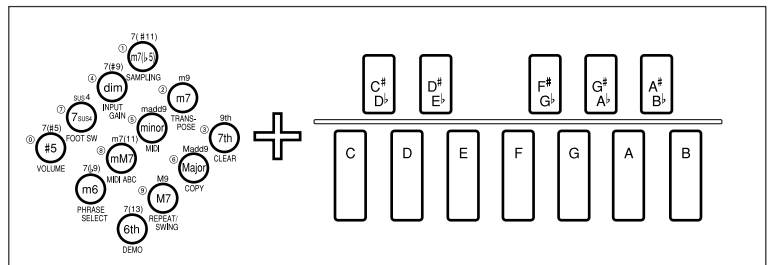 7(#11)
① m7(♭5)
SAMPLING
7(#9)
④ dim
INPUT
GAIN
m9
② m7
TRANS-
POSE
sus4
⑦ 7sus4
FOOT SW
madd9
⑤ minor
MIDI
9th
③ 7th
CLEAR
7(#5)
⓪ #5
VOLUME
m7(11)
⑧ mM7
MIDI ABC
Madd9
⑥ Major
COPY
7(♭9)
m6
PHRASE
SELECT
M9
⑨ M7
REPEAT/
SWING
7(13)
6th
DEMO
C# D# F# G# A#
D♭ E♭ G♭ A♭ B♭
C D E F G A B